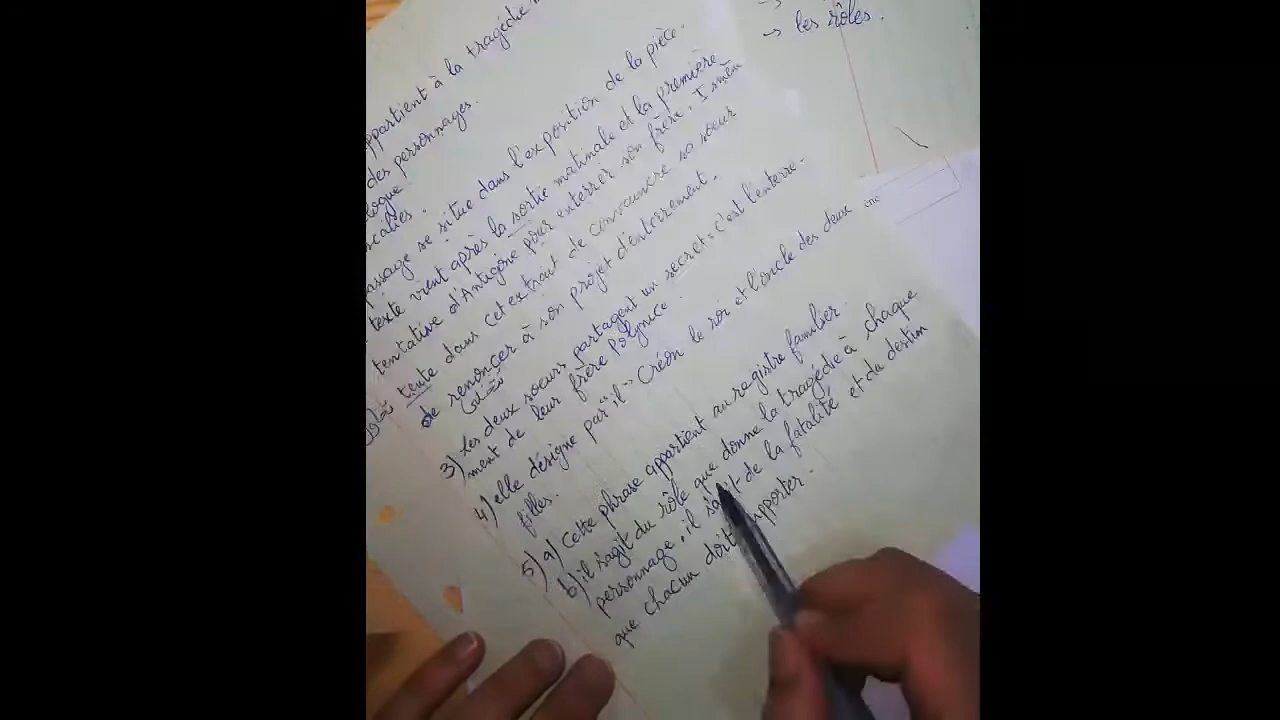 → les rôles.
appartient à la tragédie
des personnages.
passage se situe dans l'exposition de la pièce.
texte vient après la sortie matinale et la première
tentative d'Antigone pour enterrer son frère. Ismèn
tente dans cet extrait de convaincre sa soeur
de renoncer à son projet d'enterrement.
3) Les deux soeurs partagent un secret : c'est l'enterre-
ment de leur frère Polynice.
4) elle désigne par "il" Créon le roi et l'oncle des deux
filles.
5) a) Cette phrase appartient au registre familier.
b) il s'agit du rôle que donne la tragédie à chaque
personnage, il s'agit de la fatalité et du destin
que chacun doit supporter.